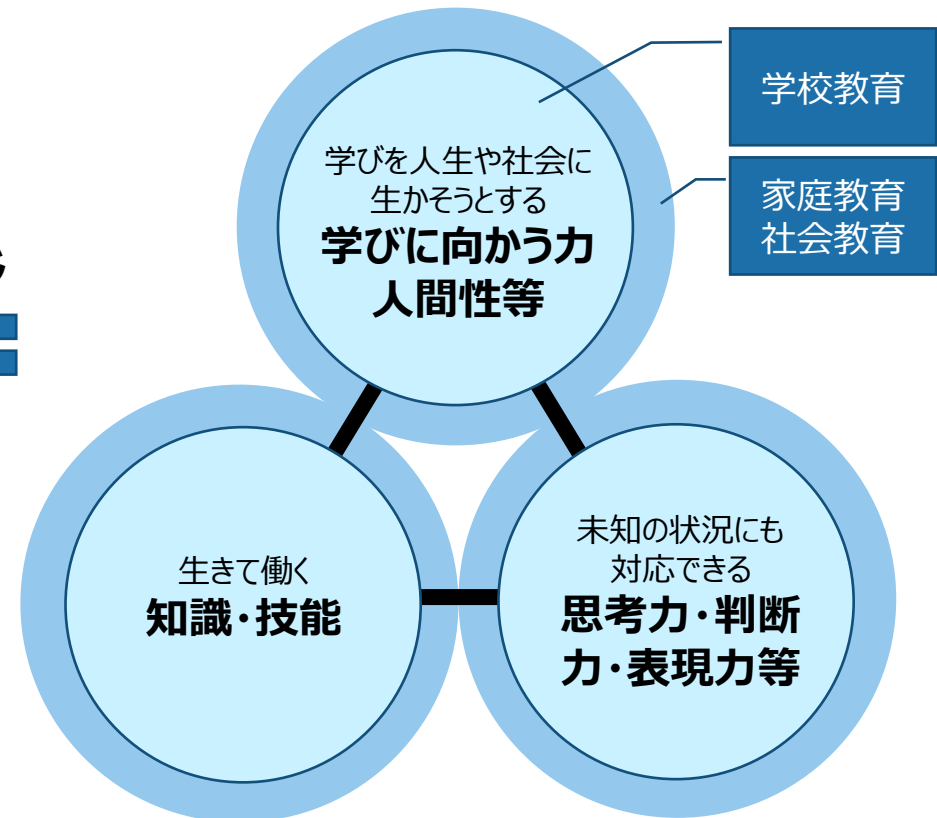 学校教育
家庭教育
社会教育
学びを人生や社会に
生かそうとする
学びに向かう力
人間性等
生きて働く
知識・技能
未知の状況にも
対応できる
思考力・判断
力・表現力等